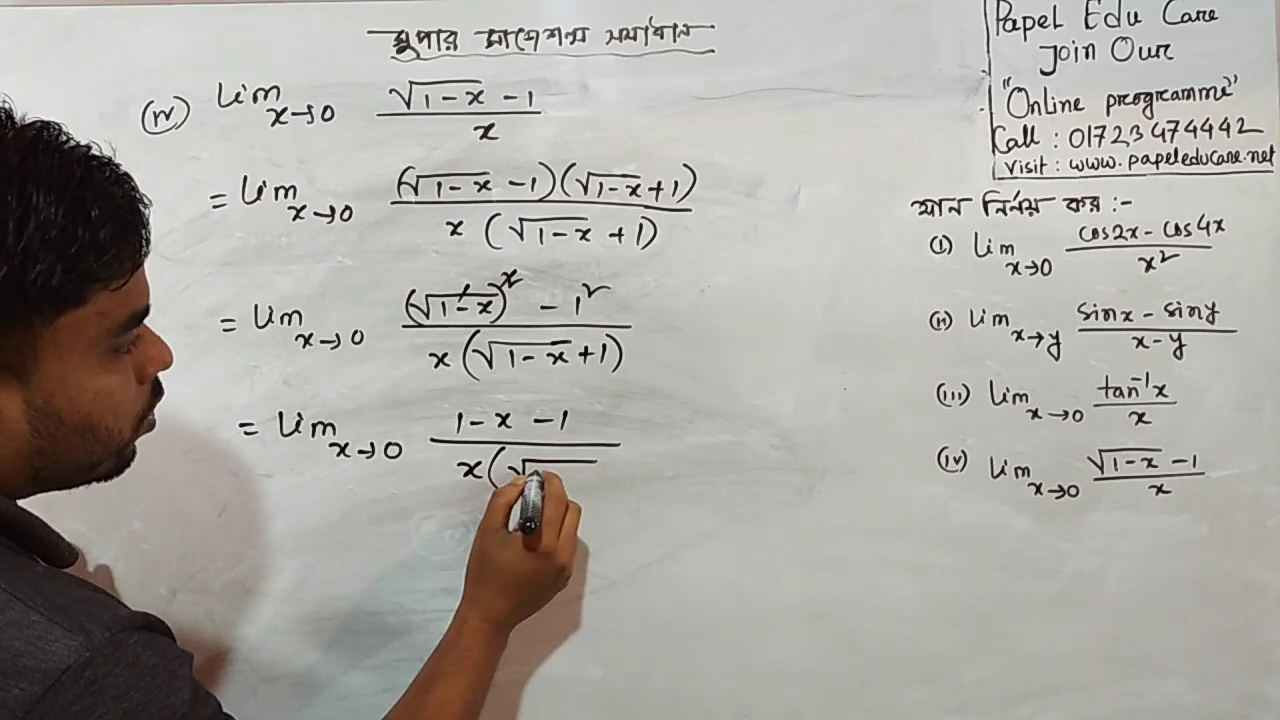 সুপার সাজেশন্স সমাধান
(iv) Lim x→0 √(1-x) - 1 / x
= Lim x→0 (√(1-x) - 1)(√(1-x) + 1) / x(√(1-x) + 1)
= Lim x→0 (√(1-x))² - 1² / x(√(1-x) + 1)
= Lim x→0 1 - x - 1 / x(√
Papel Edu Care
Join Our
"Online programme"
Call : 01723474442
Visit : www.papeleducare.net
মান নির্ণয় কর :-
(i) Lim x→0 cos2x - cos4x / x²
(ii) Lim x→y sinx - siny / x - y
(iii) Lim x→0 tan⁻¹x / x
(iv) Lim x→0 √(1-x) - 1 / x